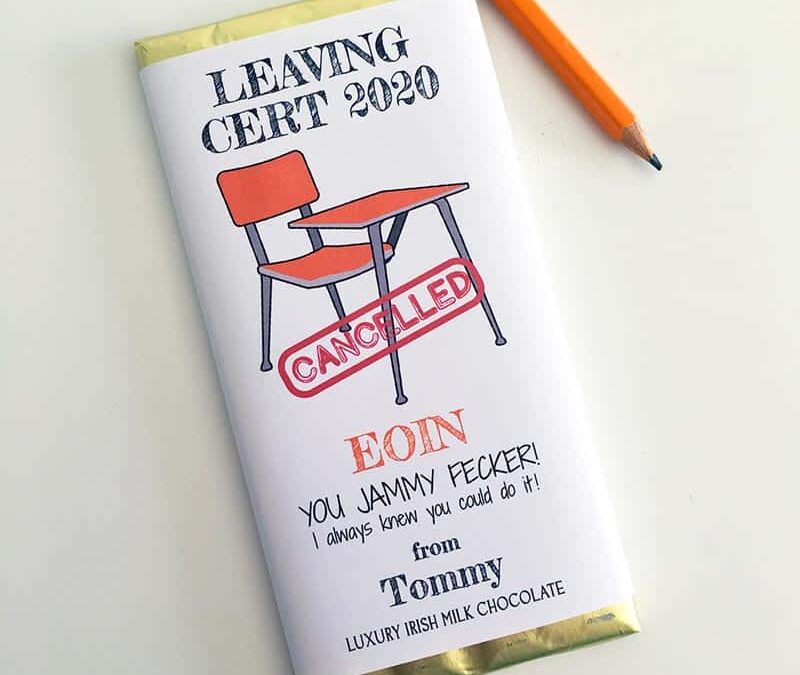 LEAVING
CERT 2020
CANCELLED
EOIN
YOU JAMMY FECKER!
I always knew you could do it!
from
Tommy
LUXURY IRISH MILK CHOCOLATE